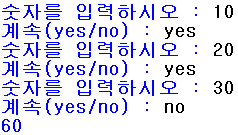 숫자를 입력하시오 : 10
계속(yes/no) : yes
숫자를 입력하시오 : 20
계속(yes/no) : yes
숫자를 입력하시오 : 30
계속(yes/no) : no
60